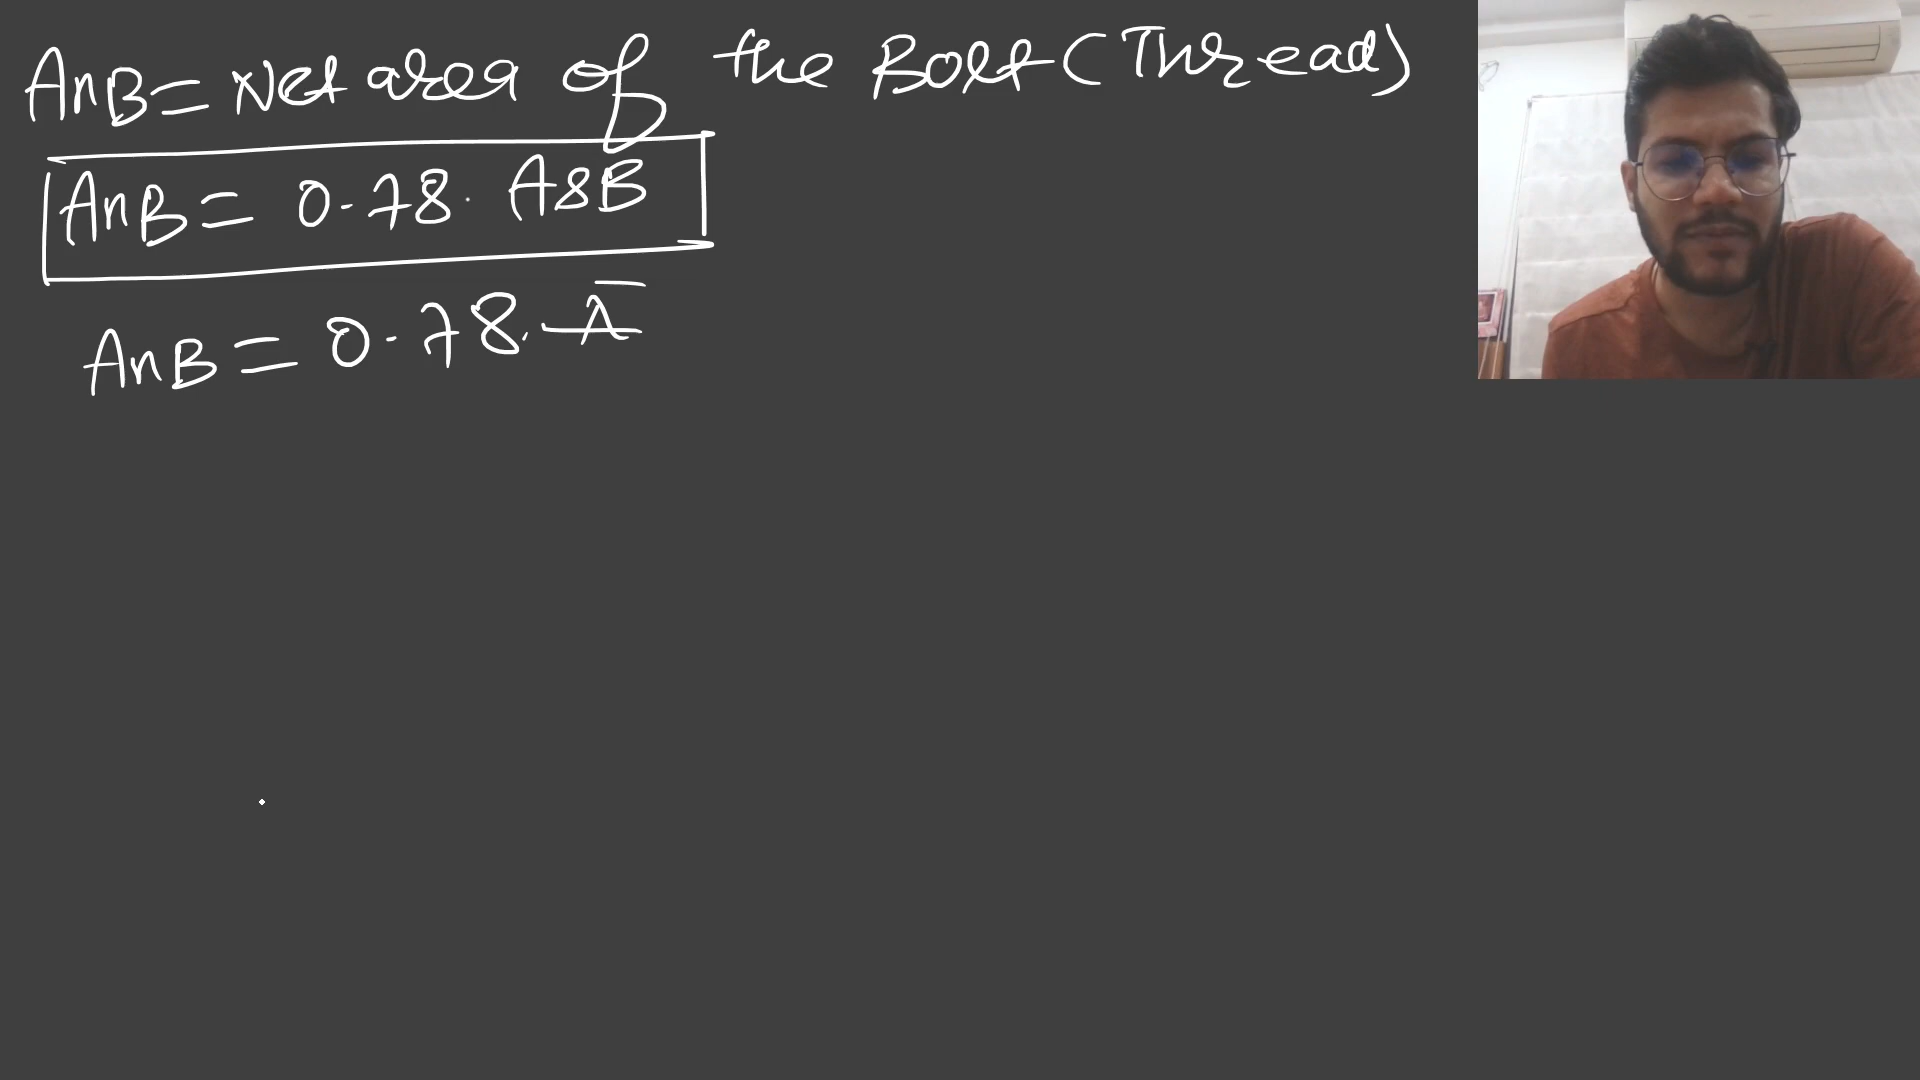 AnB = Net area of the Bolt (Thread)
AnB = 0.78. AsB
AnB = 0.78.